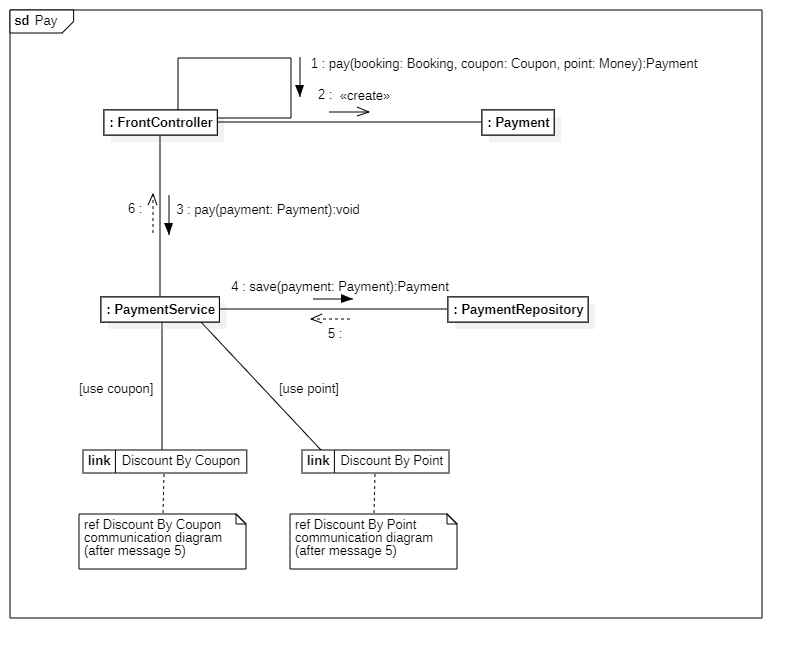 sd Pay
1 : pay(booking: Booking, coupon: Coupon, point: Money):Payment
2 : «create»
: FrontController
: Payment
6 :
3 : pay(payment: Payment):void
4 : save(payment: Payment):Payment
: PaymentService
: PaymentRepository
5 :
[use coupon]
[use point]
link Discount By Coupon
link Discount By Point
ref Discount By Coupon
communication diagram
(after message 5)
ref Discount By Point
communication diagram
(after message 5)